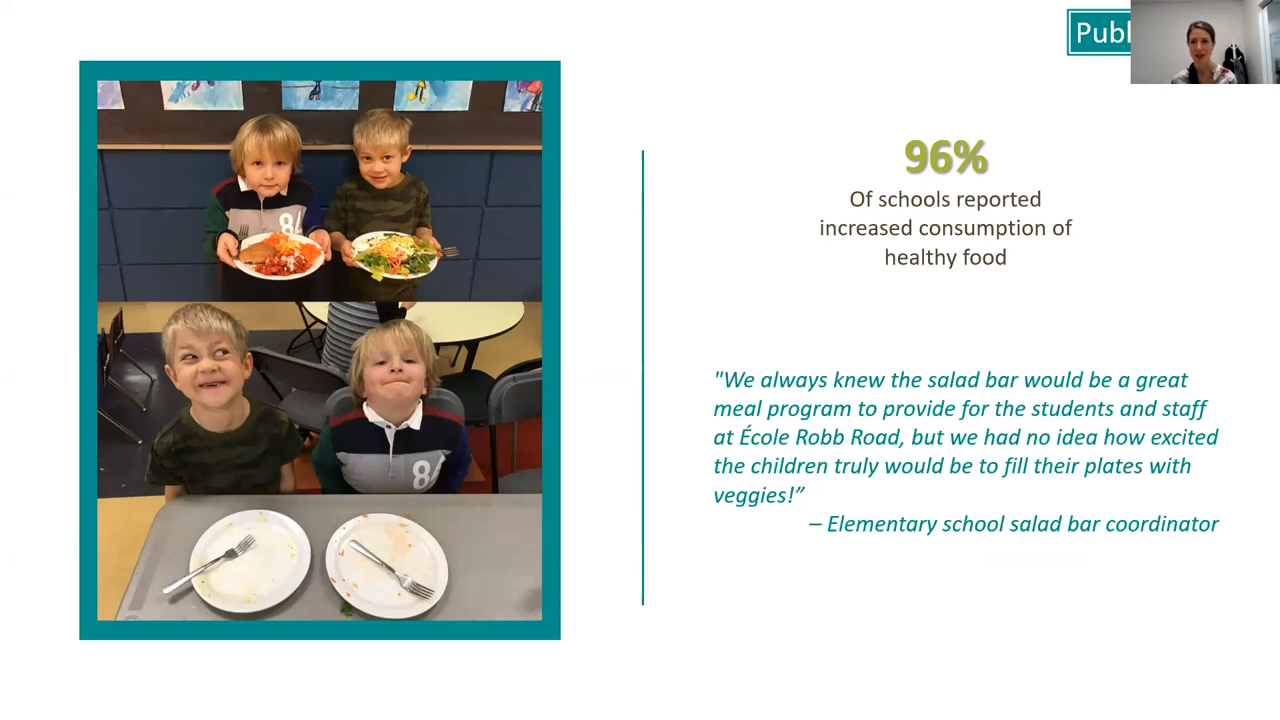 Publ
96%
Of schools reported
increased consumption of
healthy food
"We always knew the salad bar would be a great
meal program to provide for the students and staff
at École Robb Road, but we had no idea how excited
the children truly would be to fill their plates with
veggies!”
– Elementary school salad bar coordinator
84
8